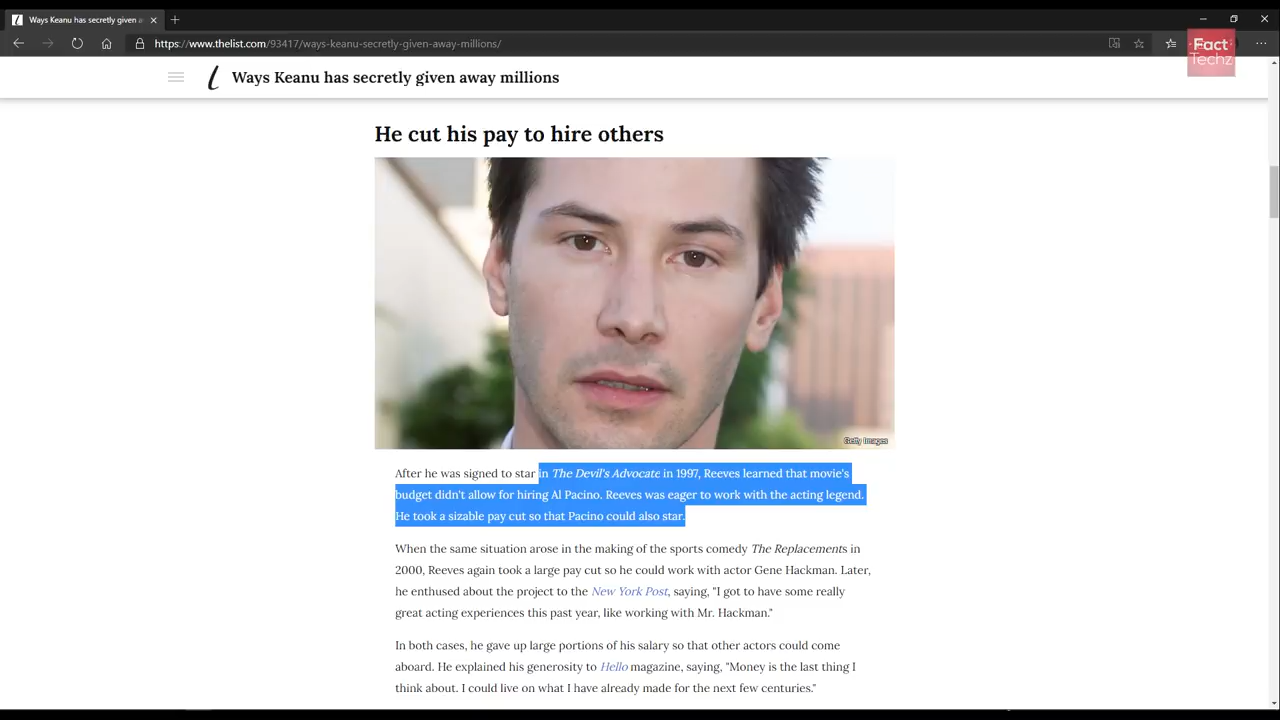 Ways Keanu has secretly given a
https://www.thelist.com/93417/ways-keanu-secretly-given-away-millions/
Fact
Techz
l Ways Keanu has secretly given away millions
He cut his pay to hire others
Getty Images
After he was signed to star in The Devil's Advocate in 1997, Reeves learned that movie's
budget didn't allow for hiring Al Pacino. Reeves was eager to work with the acting legend.
He took a sizable pay cut so that Pacino could also star.
When the same situation arose in the making of the sports comedy The Replacements in
2000, Reeves again took a large pay cut so he could work with actor Gene Hackman. Later,
he enthused about the project to the New York Post, saying, "I got to have some really
great acting experiences this past year, like working with Mr. Hackman."
In both cases, he gave up large portions of his salary so that other actors could come
aboard. He explained his generosity to Hello magazine, saying, "Money is the last thing I
think about. I could live on what I have already made for the next few centuries."